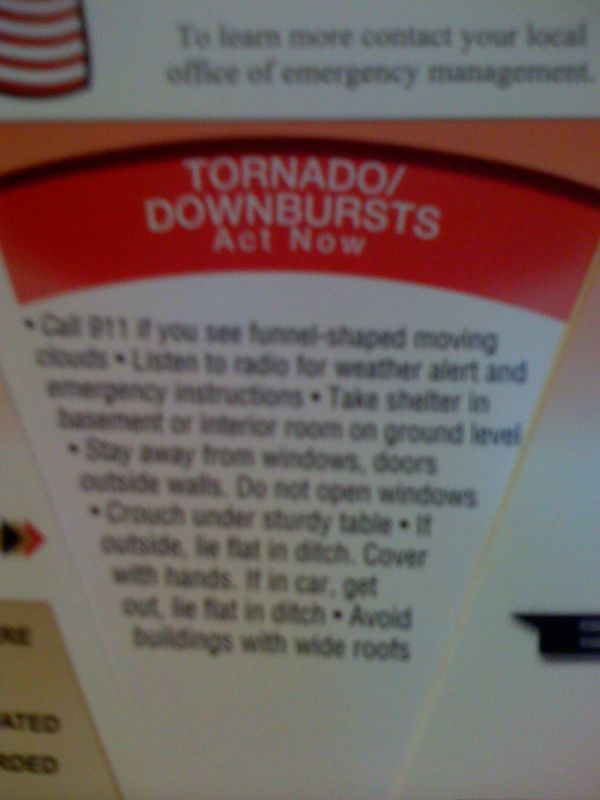 To learn more contact your local
office of emergency management.
TORNADO/
DOWNBURSTS
Act Now
• Call 911 if you see funnel-shaped moving
clouds • Listen to radio for weather alert and
emergency instructions • Take shelter in
basement or interior room on ground level
• Stay away from windows, doors
outside walls. Do not open windows
• Crouch under sturdy table • If
outside, lie flat in ditch. Cover
with hands. If in car, get
out, lie flat in ditch • Avoid
buildings with wide roofs
RE
ATED
RDED